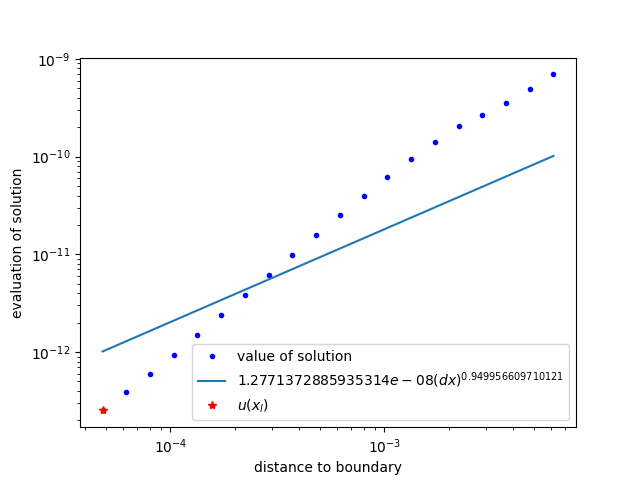 10⁻⁹
10⁻¹⁰
10⁻¹¹
10⁻¹²
evaluation of solution
value of solution
1.2771372885935314e − 08(dx)^0.949956609710121
u(x_l)
10⁻⁴
10⁻³
distance to boundary